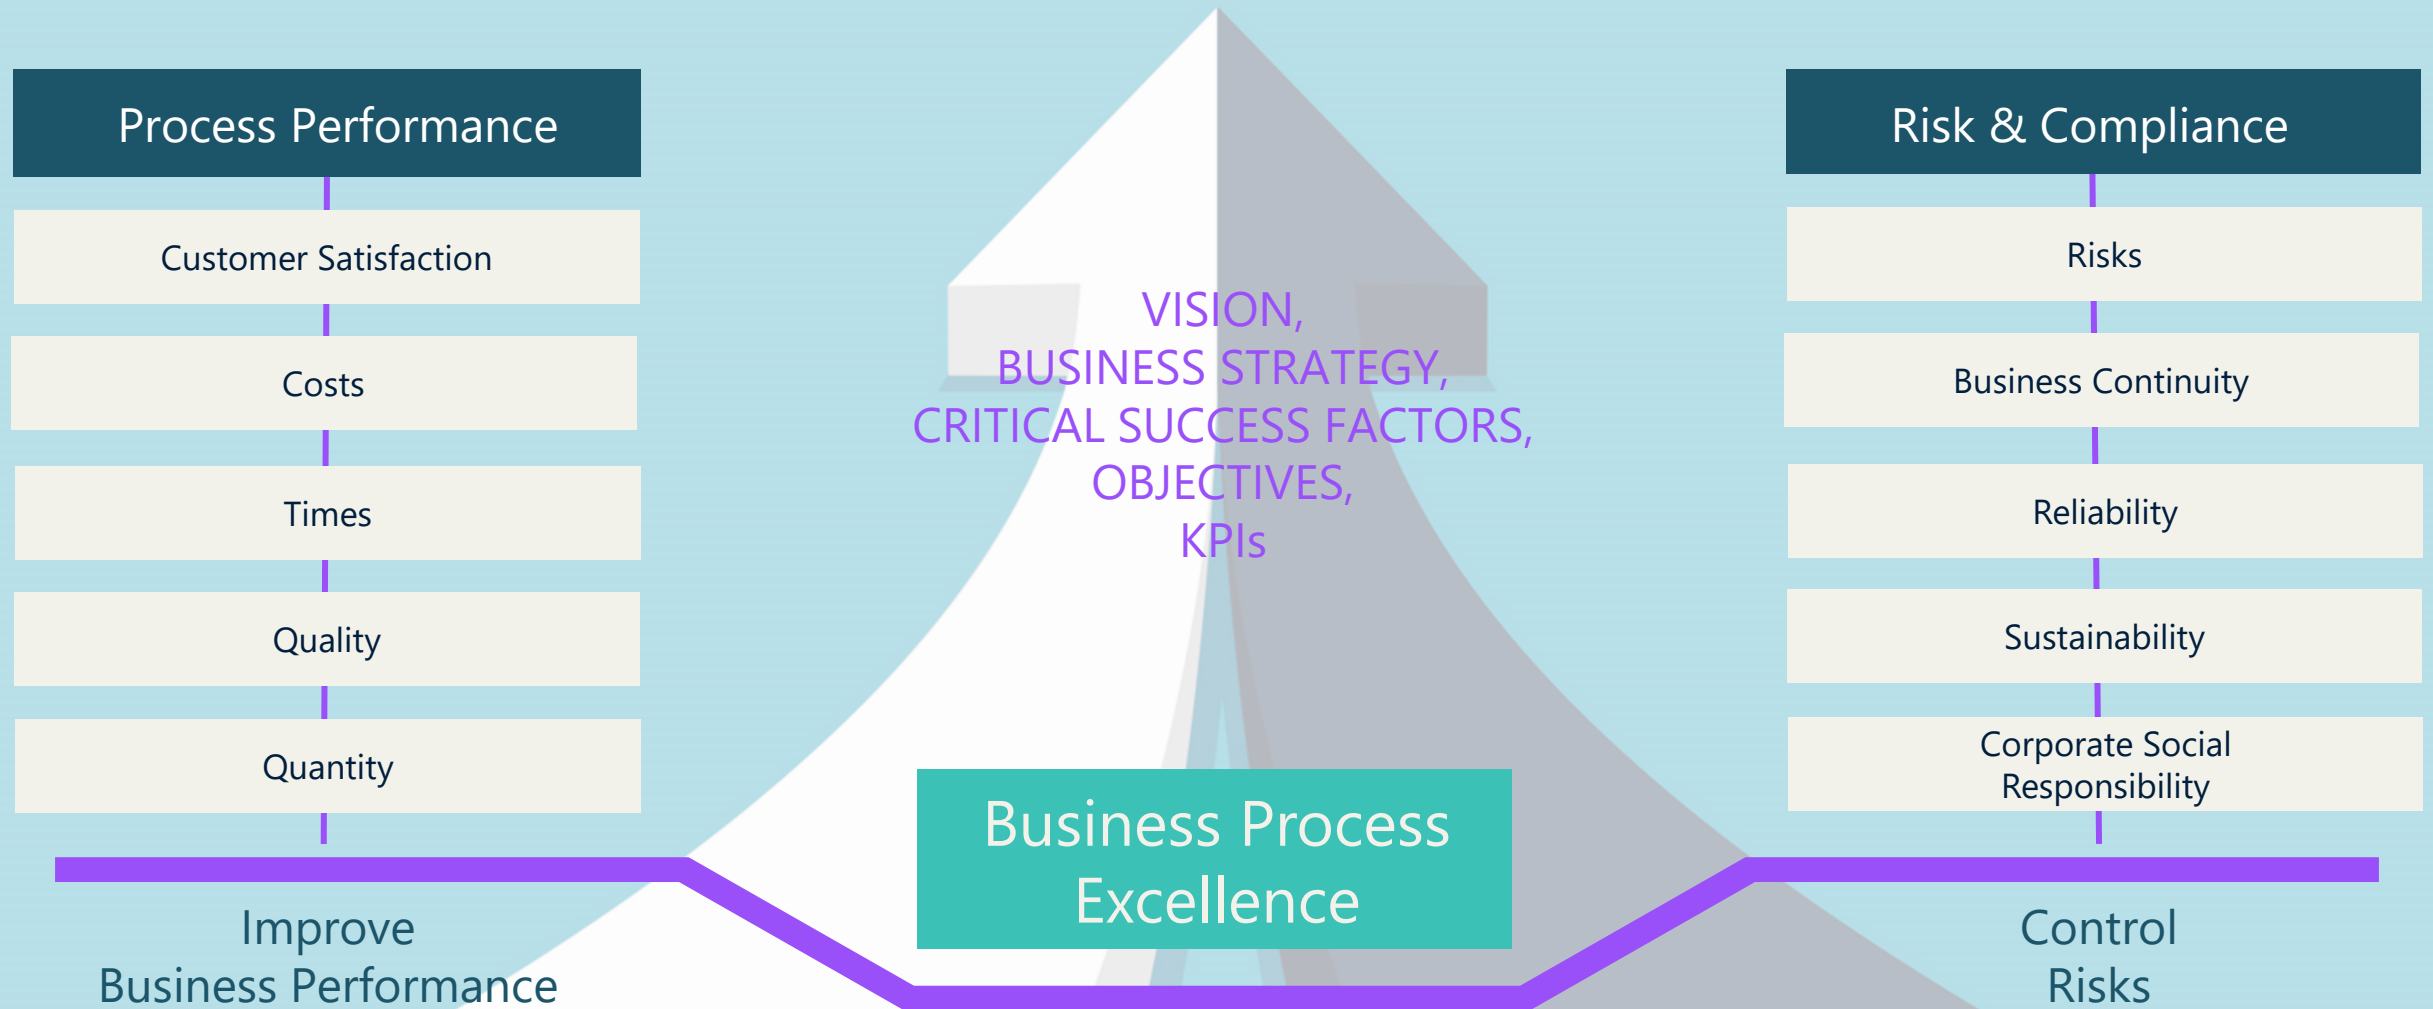 Process Performance
Customer Satisfaction
Costs
Times
Quality
Quantity
Improve
Business Performance
VISION,
BUSINESS STRATEGY,
CRITICAL SUCCESS FACTORS,
OBJECTIVES,
KPIs
Business Process
Excellence
Risk & Compliance
Risks
Business Continuity
Reliability
Sustainability
Corporate Social
Responsibility
Control
Risks